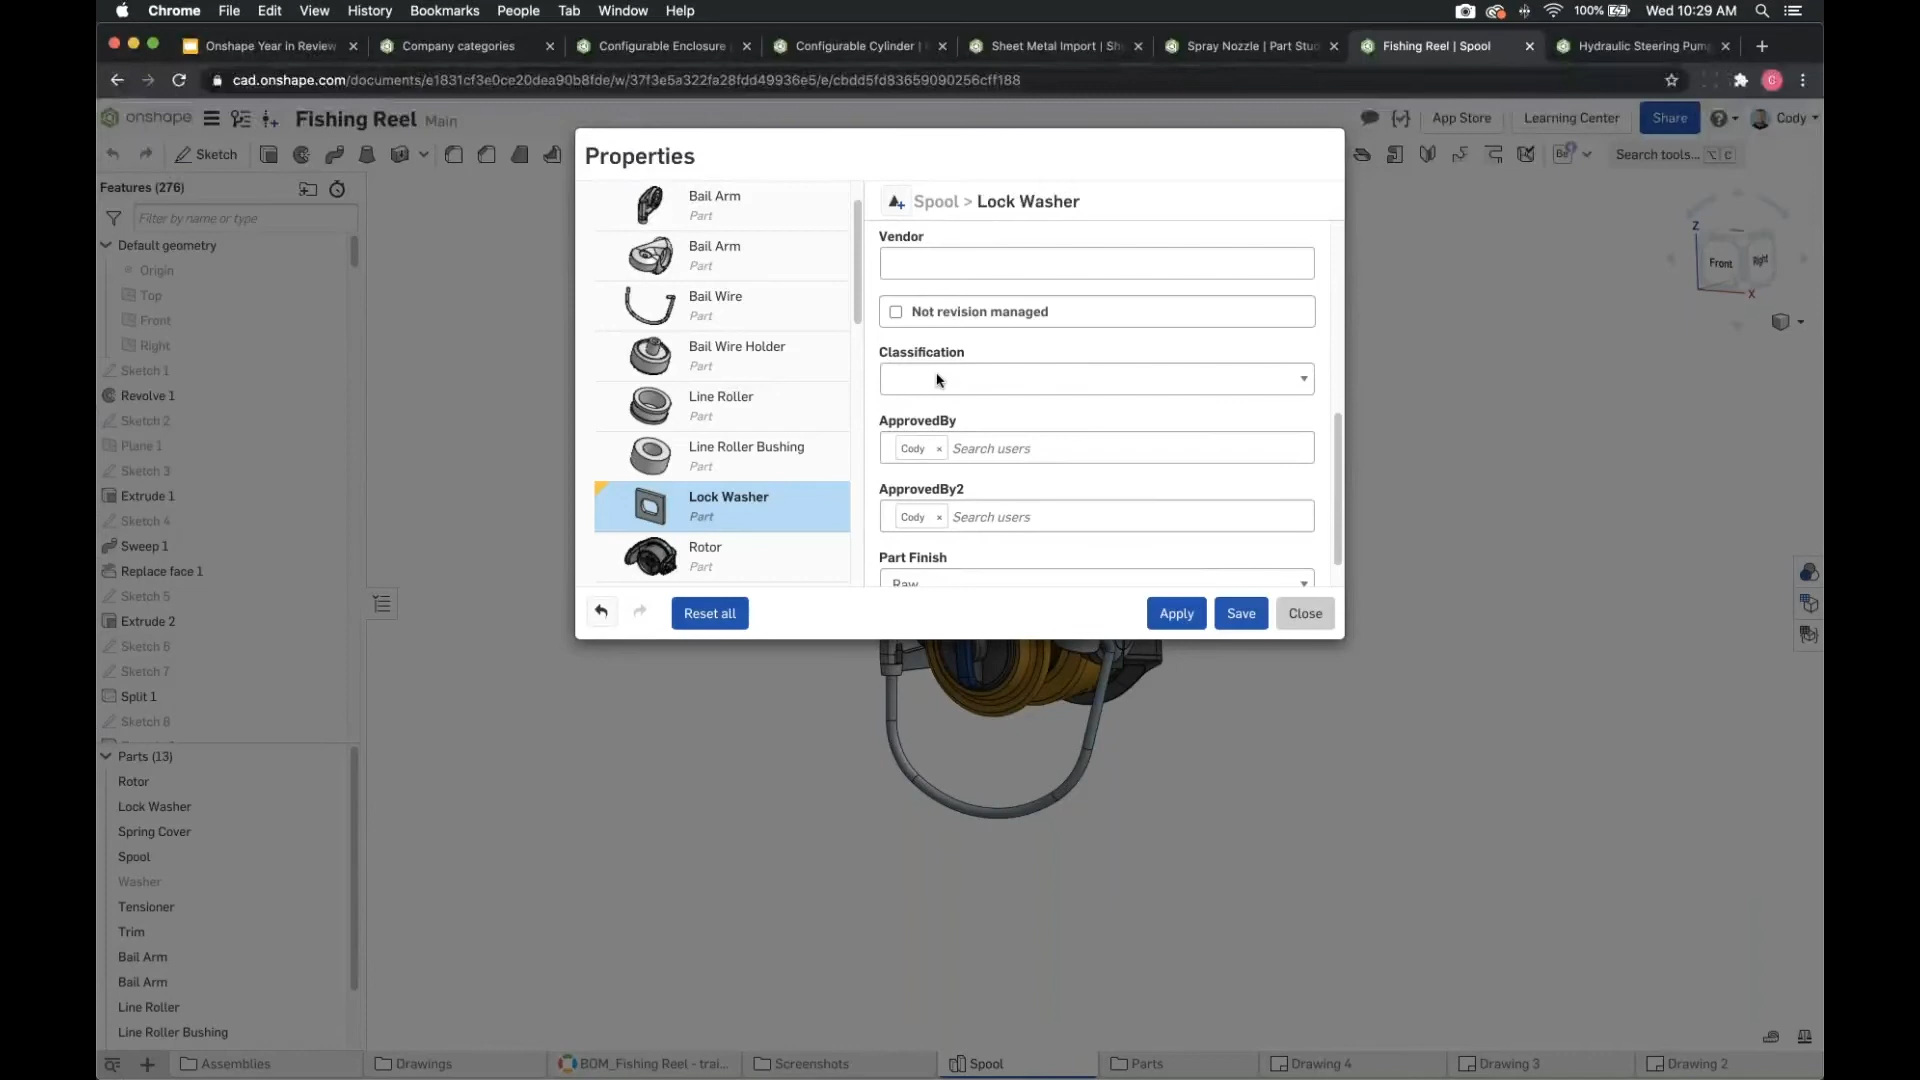 Chrome File Edit View History Bookmarks People Tab Window Help 100% Wed 10:29 AM
Onshape Year in Review Company categories Configurable Enclosure Configurable Cylinder | Sheet Metal Import | Sh Spray Nozzle | Part Stud Fishing Reel | Spool Hydraulic Steering Pump
cad.onshape.com/documents/e1831cf3e0ce20dea90b8fde/w/37f3e5a322fa28fdd49936e5/e/cbdd5fd83659090256cff188
onshape Fishing Reel Main App Store Learning Center Share Cody
Sketch Search tools... ⌥ C
Features (276)
Filter by name or type
Default geometry
Origin
Top
Front
Right
Sketch 1
Revolve 1
Sketch 2
Plane 1
Sketch 3
Extrude 1
Sketch 4
Sweep 1
Replace face 1
Sketch 5
Extrude 2
Sketch 6
Sketch 7
Split 1
Sketch 8
Parts (13)
Rotor
Lock Washer
Spring Cover
Spool
Washer
Tensioner
Trim
Bail Arm
Bail Arm
Line Roller
Line Roller Bushing
Properties
Bail Arm
Part
Bail Arm
Part
Bail Wire
Part
Bail Wire Holder
Part
Line Roller
Part
Line Roller Bushing
Part
Lock Washer
Part
Rotor
Part
Spool > Lock Washer
Vendor
Not revision managed
Classification
ApprovedBy
Cody × Search users
ApprovedBy2
Cody × Search users
Part Finish
Raw
Reset all Apply Save Close
Z
Front Right
X
Assemblies Drawings BOM_Fishing Reel - trai... Screenshots Spool Parts Drawing 4 Drawing 3 Drawing 2